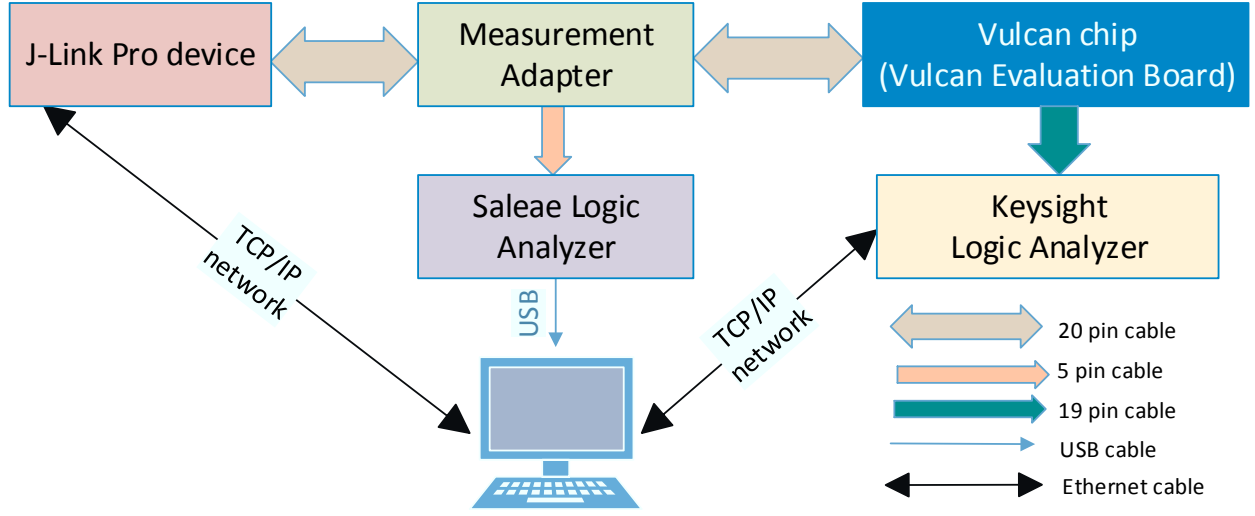 J-Link Pro device
Measurement
Adapter
Vulcan chip
(Vulcan Evaluation Board)
Saleae Logic
Analyzer
Keysight
Logic Analyzer
TCP/IP
network
USB
TCP/IP
network
20 pin cable
5 pin cable
19 pin cable
USB cable
Ethernet cable